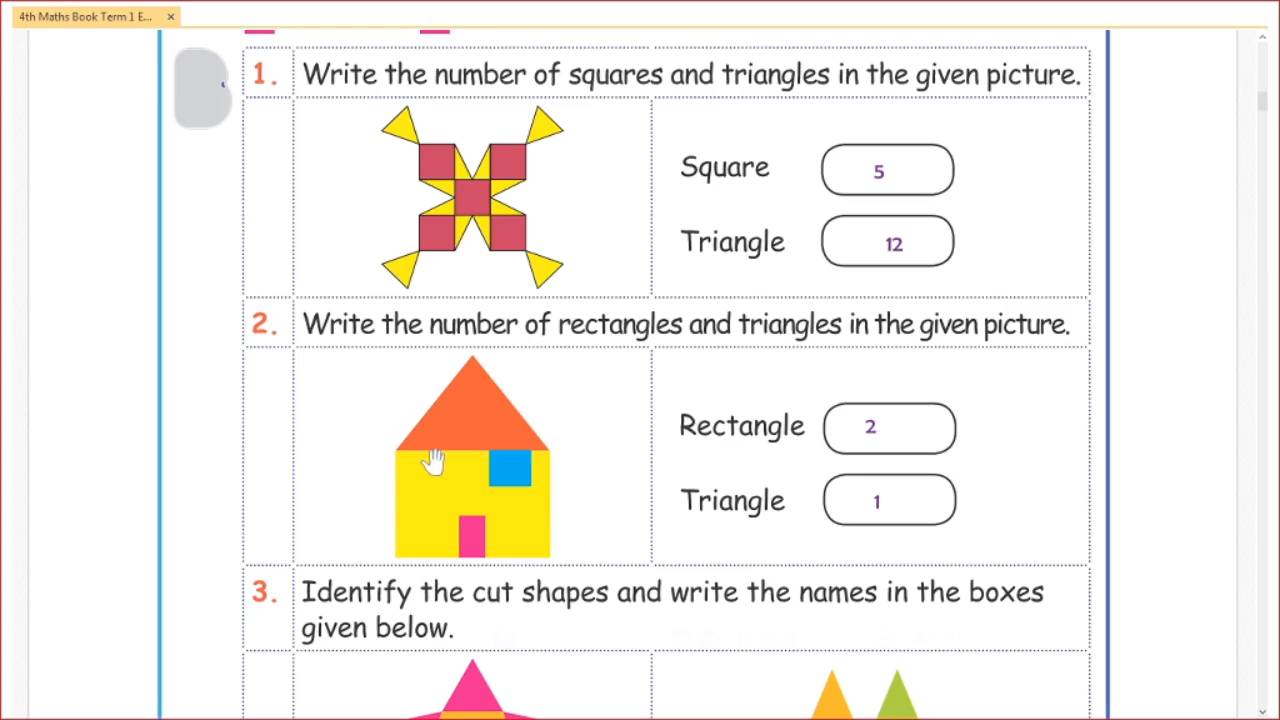 4th Maths Book Term 1 E...
1. Write the number of squares and triangles in the given picture.
Square 5
Triangle 12
2. Write the number of rectangles and triangles in the given picture.
Rectangle 2
Triangle 1
3. Identify the cut shapes and write the names in the boxes
given below.